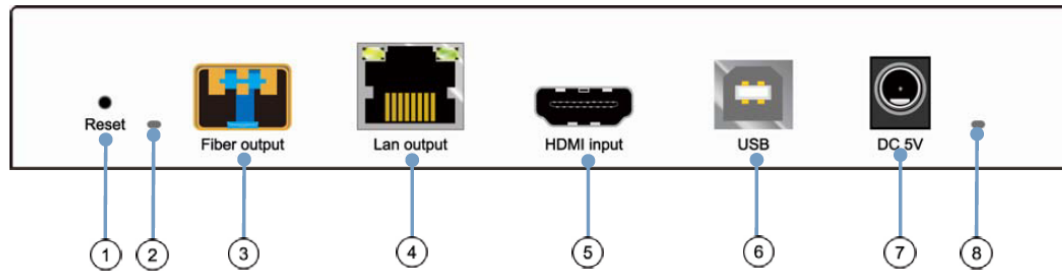 Reset
Fiber output
Lan output
HDMI input
USB
DC 5V
1
2
3
4
5
6
7
8